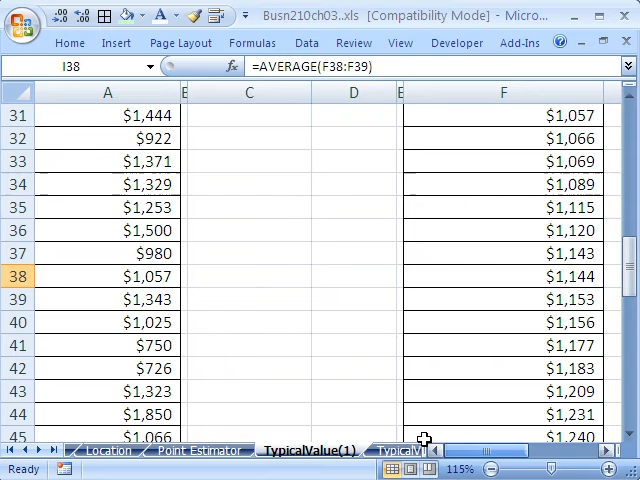 Busn210ch03..xls [Compatibility Mode] - Micro...
Home Insert Page Layout Formulas Data Review View Developer Add-Ins
I38 fx =AVERAGE(F38:F39)
A E C D E F
31 $1,444 $1,057
32 $922 $1,066
33 $1,371 $1,069
34 $1,329 $1,089
35 $1,253 $1,115
36 $1,500 $1,120
37 $980 $1,143
38 $1,057 $1,144
39 $1,343 $1,153
40 $1,025 $1,156
41 $750 $1,177
42 $726 $1,183
43 $1,323 $1,209
44 $1,850 $1,231
45 $1,066 $1,240
Location Point Estimator TypicalValue(1) TypicalV
Ready 115%